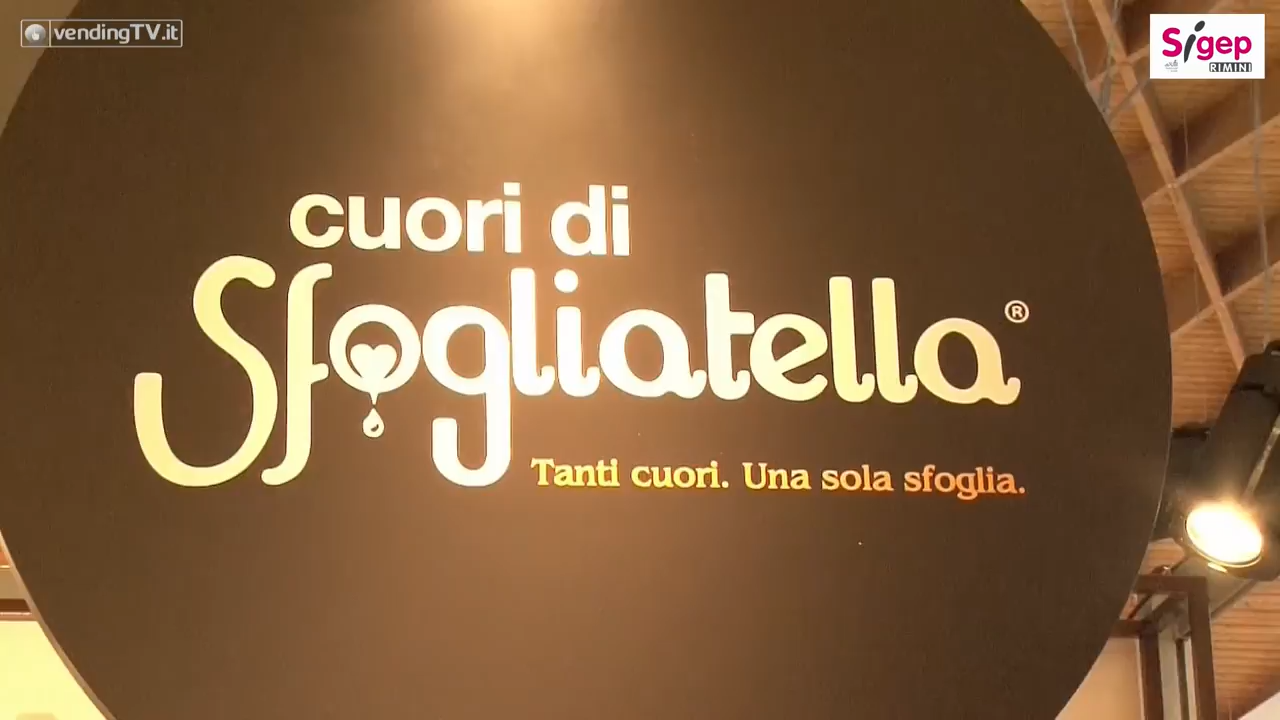 vendingTV.it
Sigep
RIMINI
cuori di
Sfogliatella®
Tanti cuori. Una sola sfoglia.